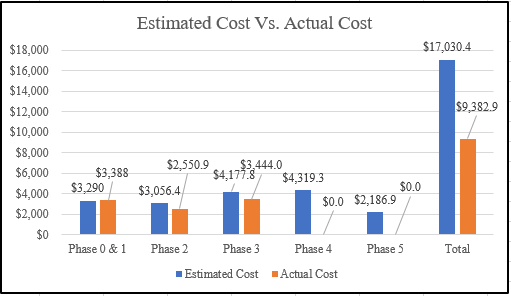 Estimated Cost Vs. Actual Cost
$18,000
$16,000
$14,000
$12,000
$10,000
$8,000
$6,000
$4,000
$2,000
$0
$3,290
$3,388
$3,056.4
$2,550.9
$4,177.8
$3,444.0
$4,319.3
$0.0
$2,186.9
$0.0
$17,030.4
$9,382.9
Phase 0 & 1
Phase 2
Phase 3
Phase 4
Phase 5
Total
Estimated Cost
Actual Cost